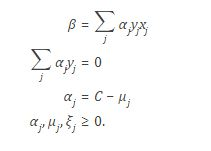 β = ∑_j α_j y_j x_j
∑_j α_j y_j = 0
α_j = C − μ_j
α_j, μ_j, ξ_j ≥ 0.